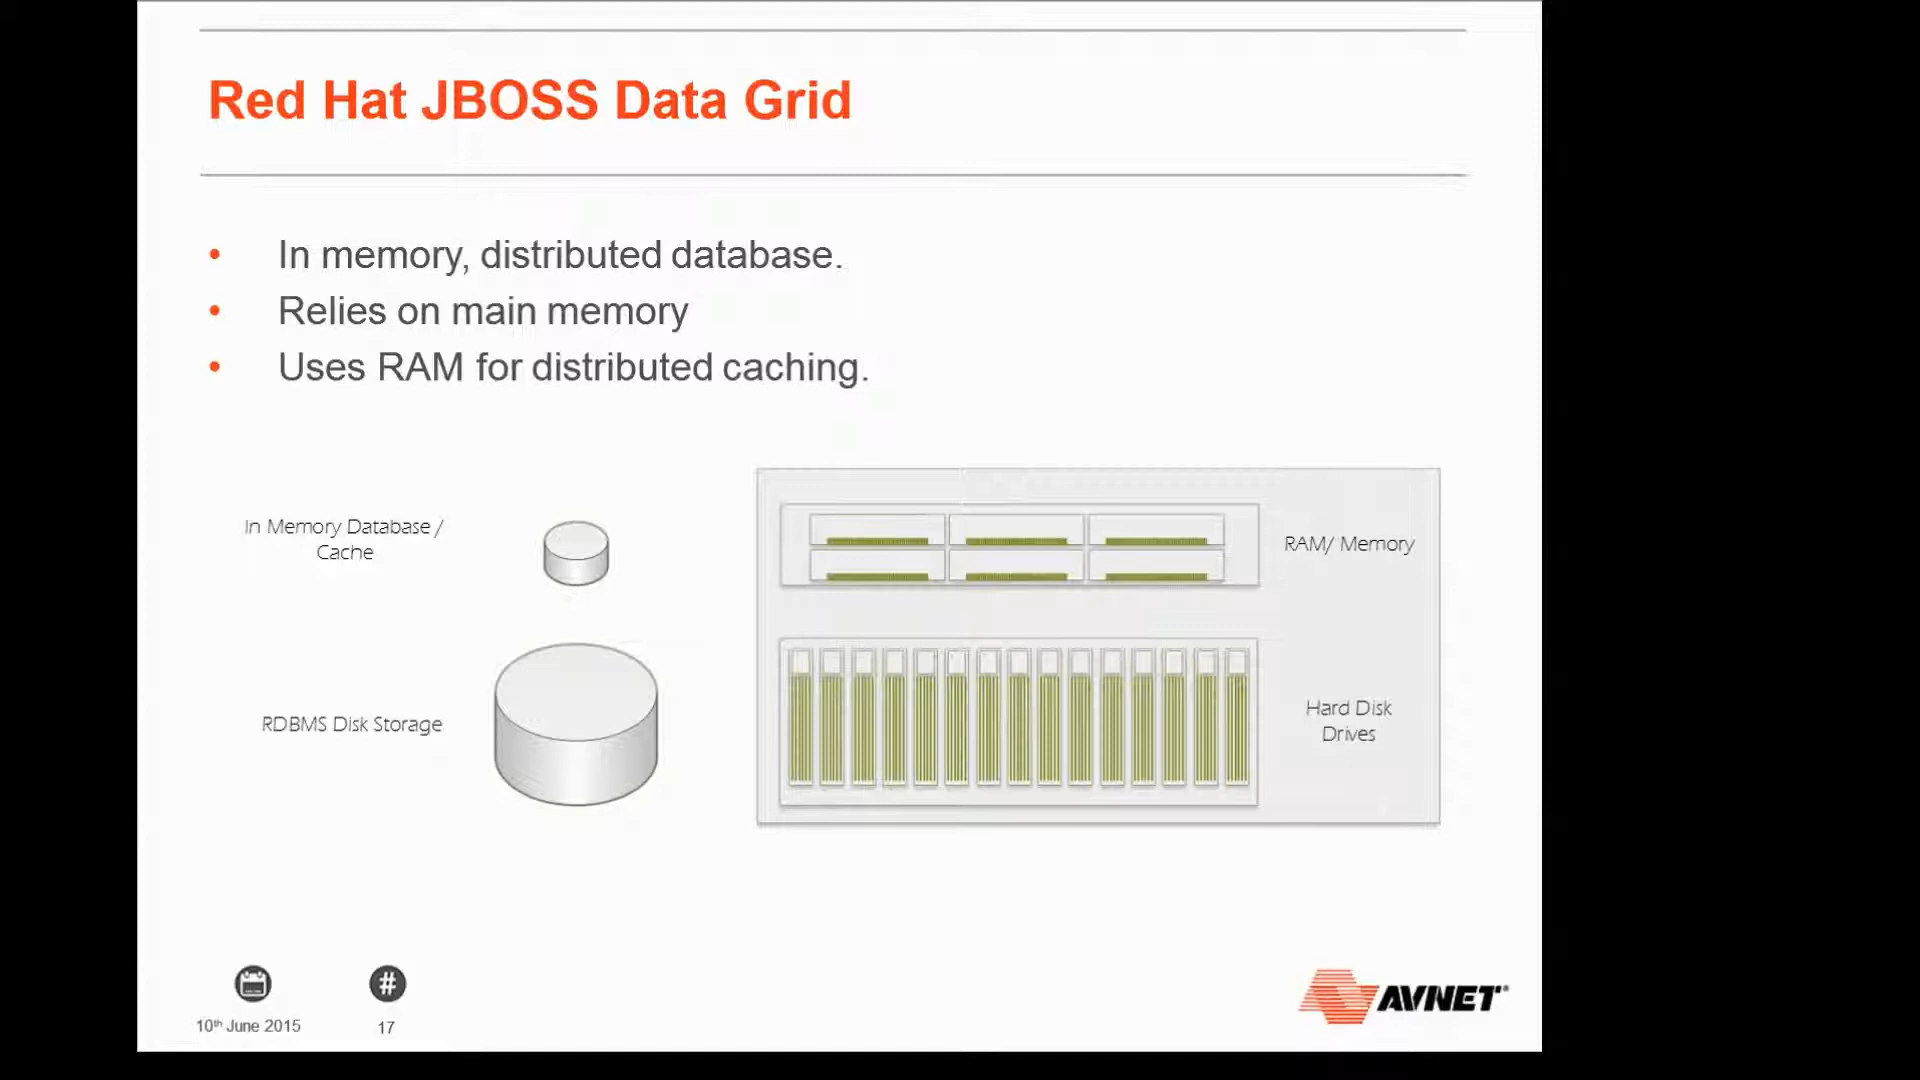 Red Hat JBOSS Data Grid
• In memory, distributed database.
• Relies on main memory
• Uses RAM for distributed caching.
In Memory Database /
Cache
RAM/ Memory
RDBMS Disk Storage
Hard Disk
Drives
#
10th June 2015
17
AVNET